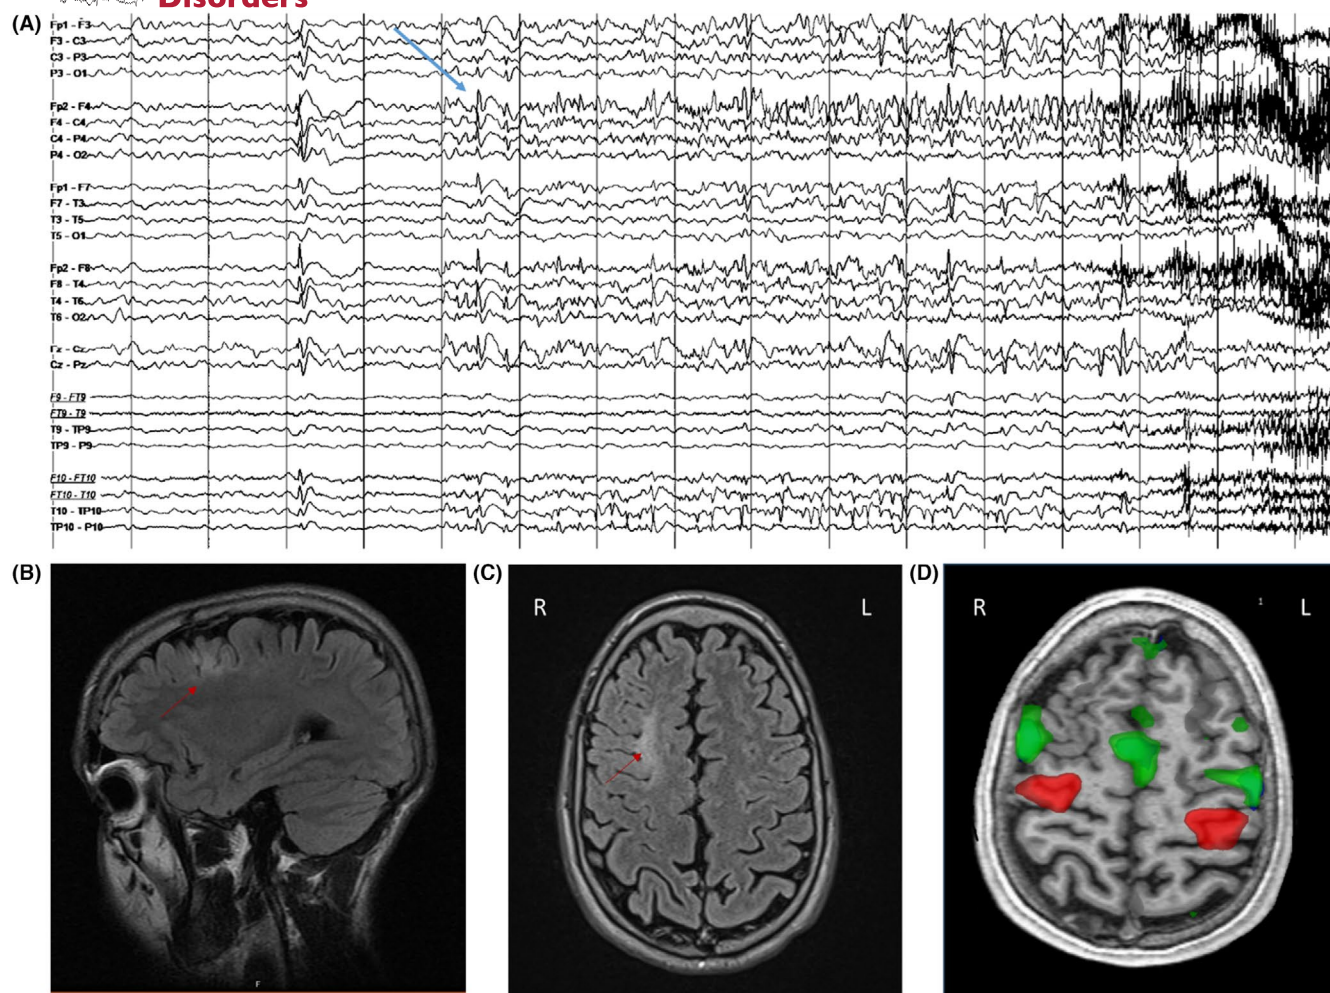 Disorders
(A)
Fp1 - F3
F3 - C3
C3 - P3
P3 - O1
Fp2 - F4
F4 - C4
C4 - P4
P4 - O2
Fp1 - F7
F7 - T3
T3 - T5
T5 - O1
Fp2 - F8
F8 - T4
T4 - T6
T6 - O2
Fz - Cz
Cz - Pz
F9 - FT9
FT9 - T9
T9 - TP9
TP9 - P9
F10 - FT10
FT10 - T10
T10 - TP10
TP10 - P10
(B) (C) (D)
R L R 1 L
F